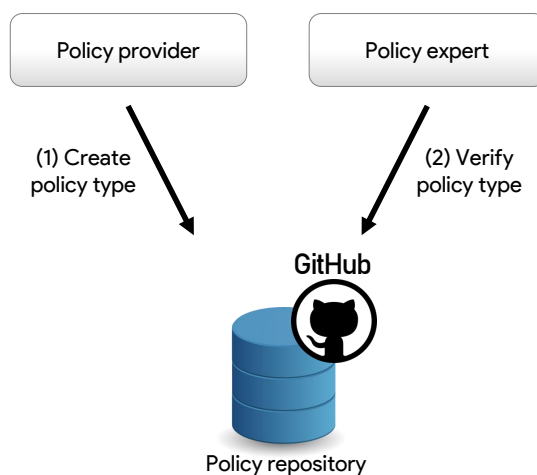 Policy provider
Policy expert
(1) Create
policy type
(2) Verify
policy type
GitHub
Policy repository